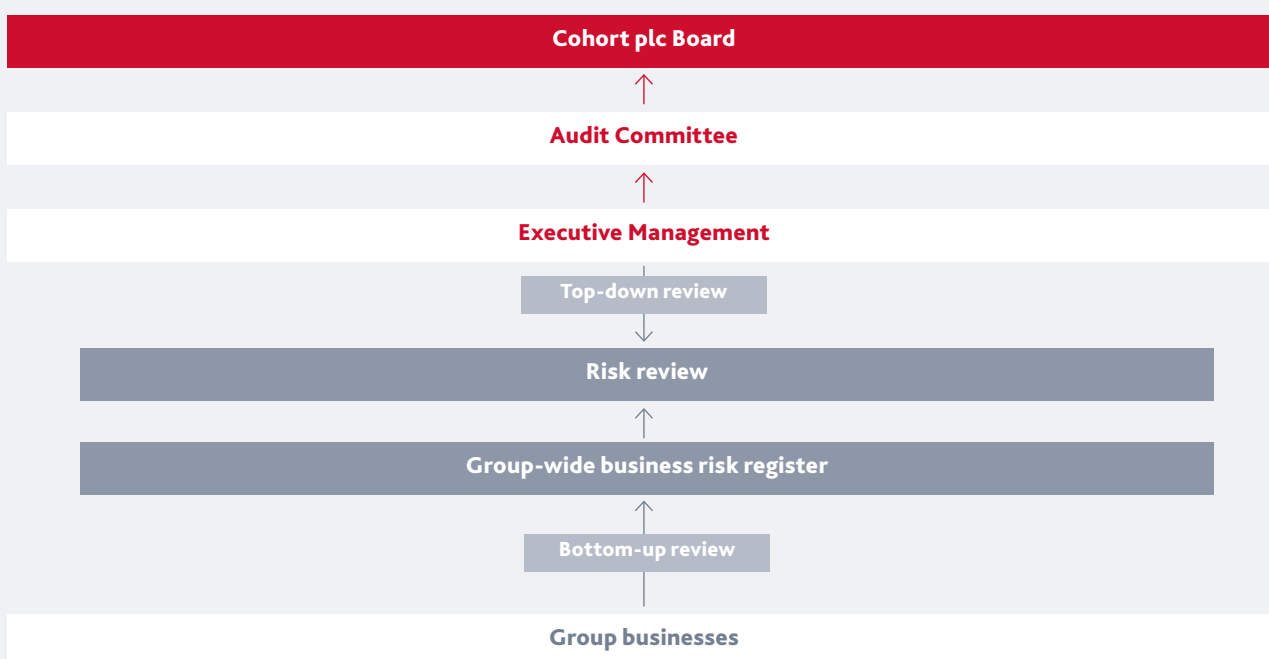 Cohort plc Board
Audit Committee
Executive Management
Top-down review
Risk review
Group-wide business risk register
Bottom-up review
Group businesses